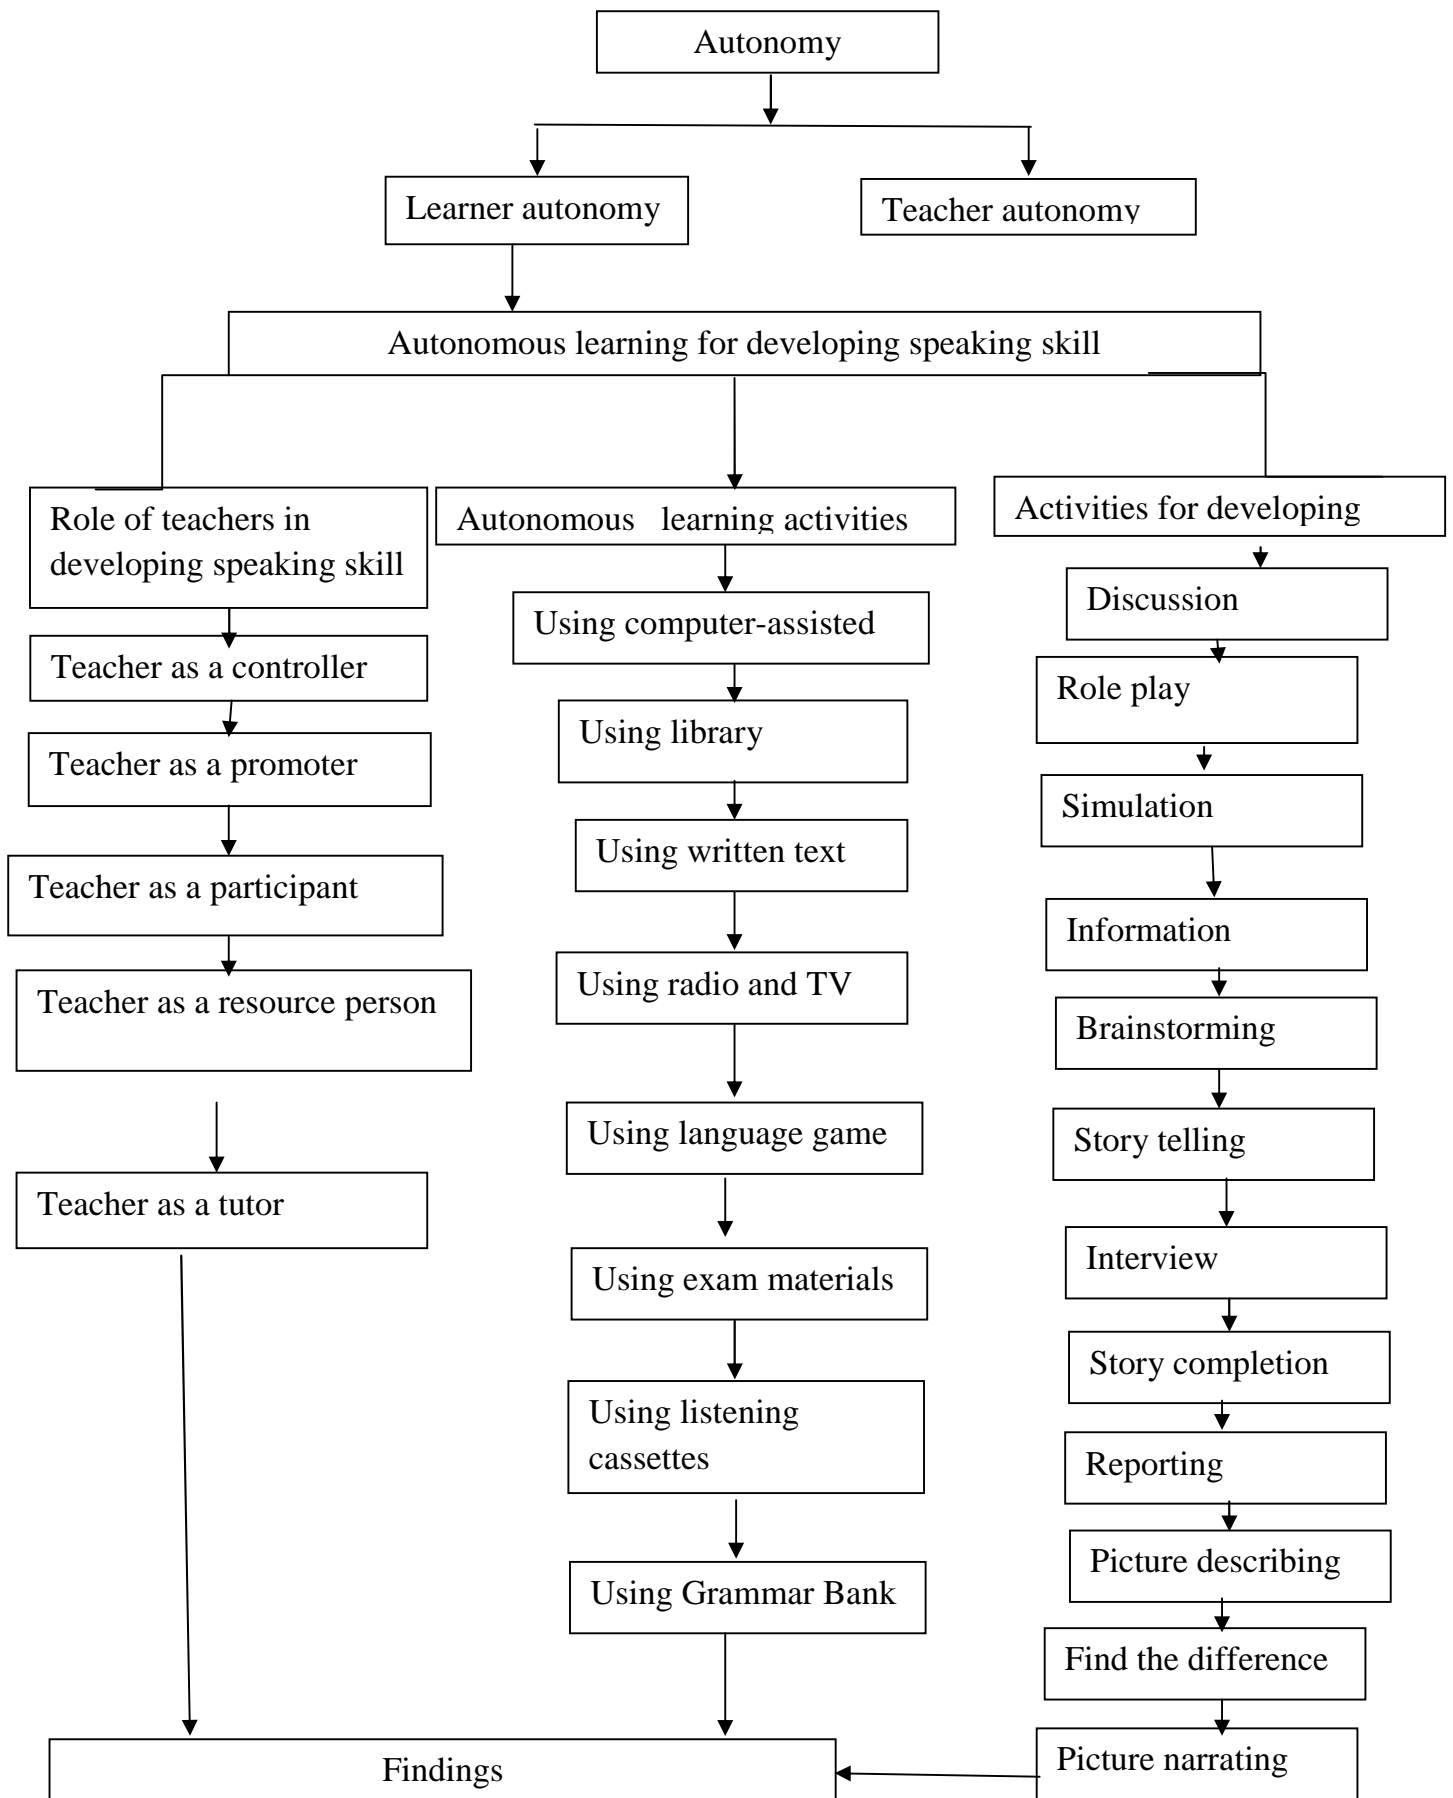 Autonomy
Learner autonomy
Teacher autonomy
Autonomous learning for developing speaking skill
Role of teachers in
developing speaking skill
Teacher as a controller
Teacher as a promoter
Teacher as a participant
Teacher as a resource person
Teacher as a tutor
Autonomous learning activities
Using computer-assisted
Using library
Using written text
Using radio and TV
Using language game
Using exam materials
Using listening
cassettes
Using Grammar Bank
Activities for developing
Discussion
Role play
Simulation
Information
Brainstorming
Story telling
Interview
Story completion
Reporting
Picture describing
Find the difference
Picture narrating
Findings